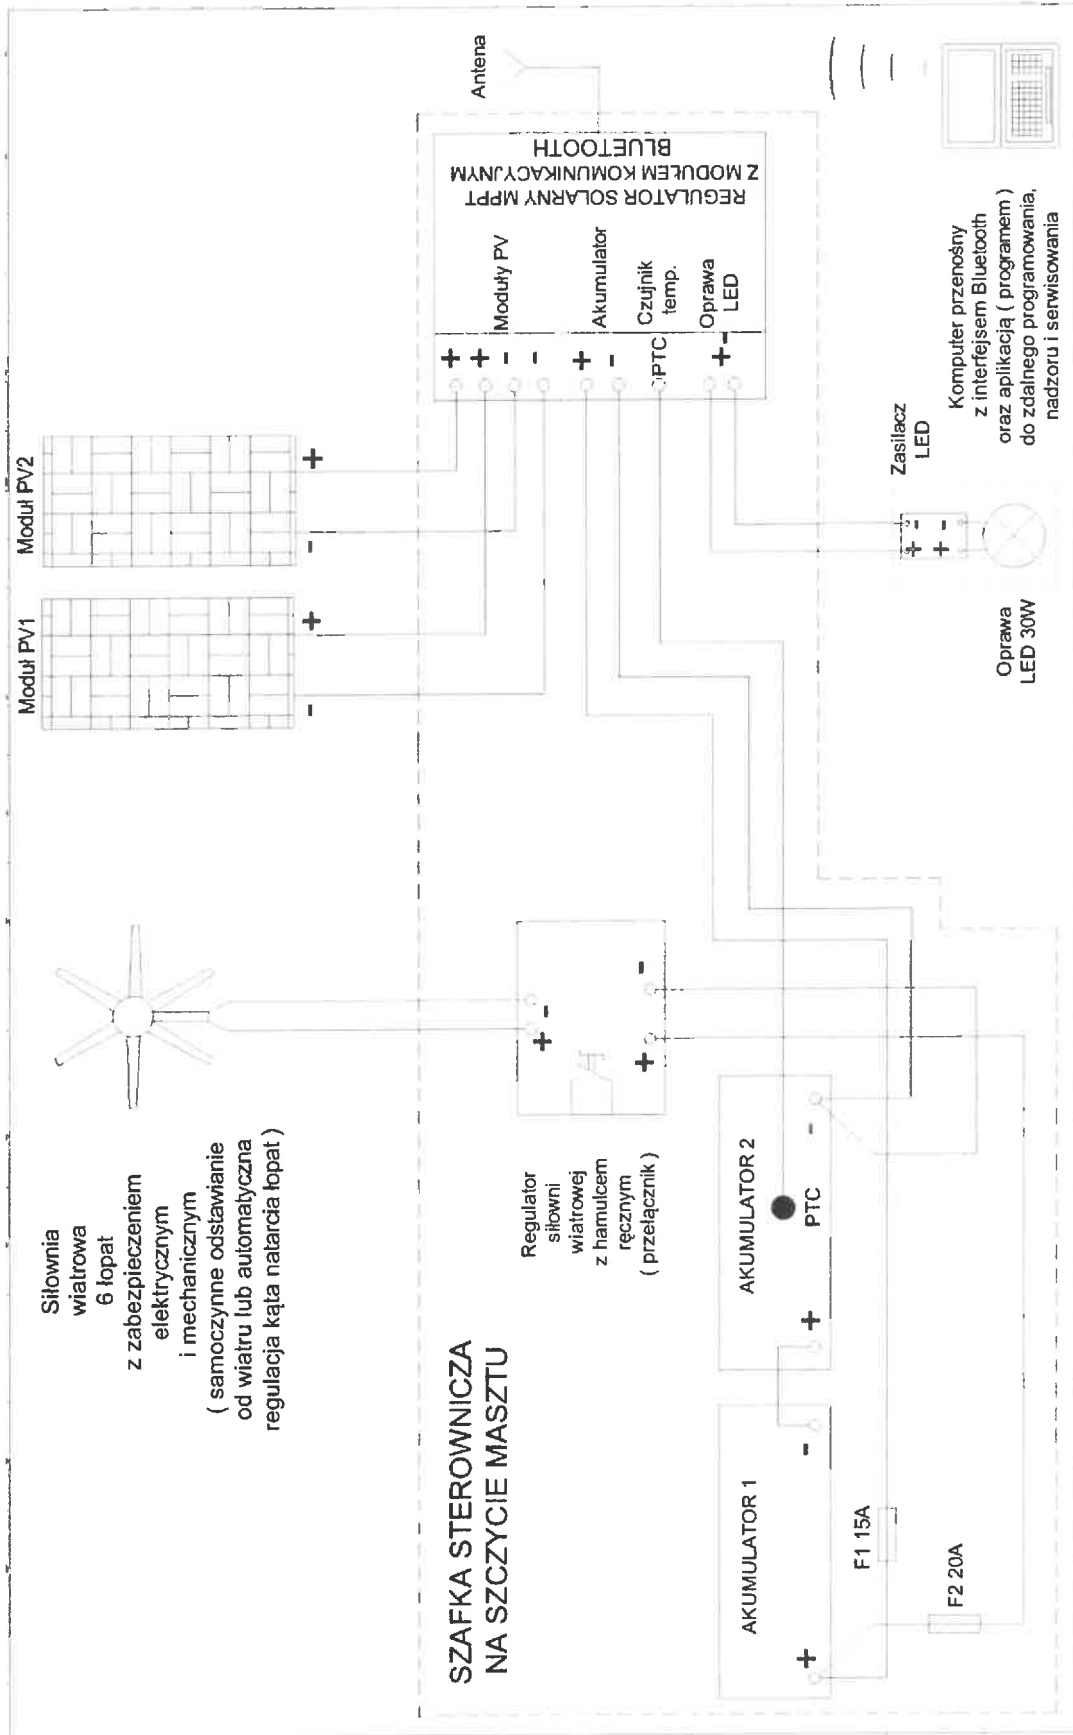 Siłownia
wiatrowa
6 łopat
z zabezpieczeniem
elektrycznym
i mechanicznym
( samoczynne odstawianie
od wiatru lub automatyczna
regulacja kąta natarcia łopat )
Moduł PV1
- +
Moduł PV2
- +
Antena
SZAFKA STEROWNICZA
NA SZCZYCIE MASZTU
Regulator
siłowni
wiatrowej
z hamulcem
ręcznym
( przełącznik )
+ -
+ -
REGULATOR SOLARNY MPPT
Z MODUŁEM KOMUNIKACYJNYM
BLUETOOTH
+
+
-
-
Moduły PV
+
-
Akumulator
PTC
Czujnik
temp.
+
-
Oprawa
LED
AKUMULATOR 1
+ -
AKUMULATOR 2
+ PTC -
F1 15A
F2 20A
Zasilacz
LED
+ -
+ -
Oprawa
LED 30W
Komputer przenośny
z interfejsem Bluetooth
oraz aplikacją ( programem )
do zdalnego programowania,
nadzoru i serwisowania